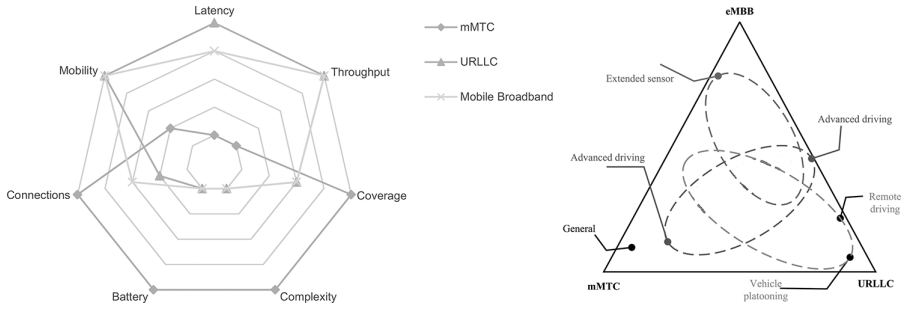 Latency
Mobility
Throughput
Connections
Coverage
Battery
Complexity
mMTC
URLLC
Mobile Broadband
eMBB
Extended sensor
Advanced driving
Advanced driving
Remote
driving
General
mMTC
Vehicle
platooning
URLLC